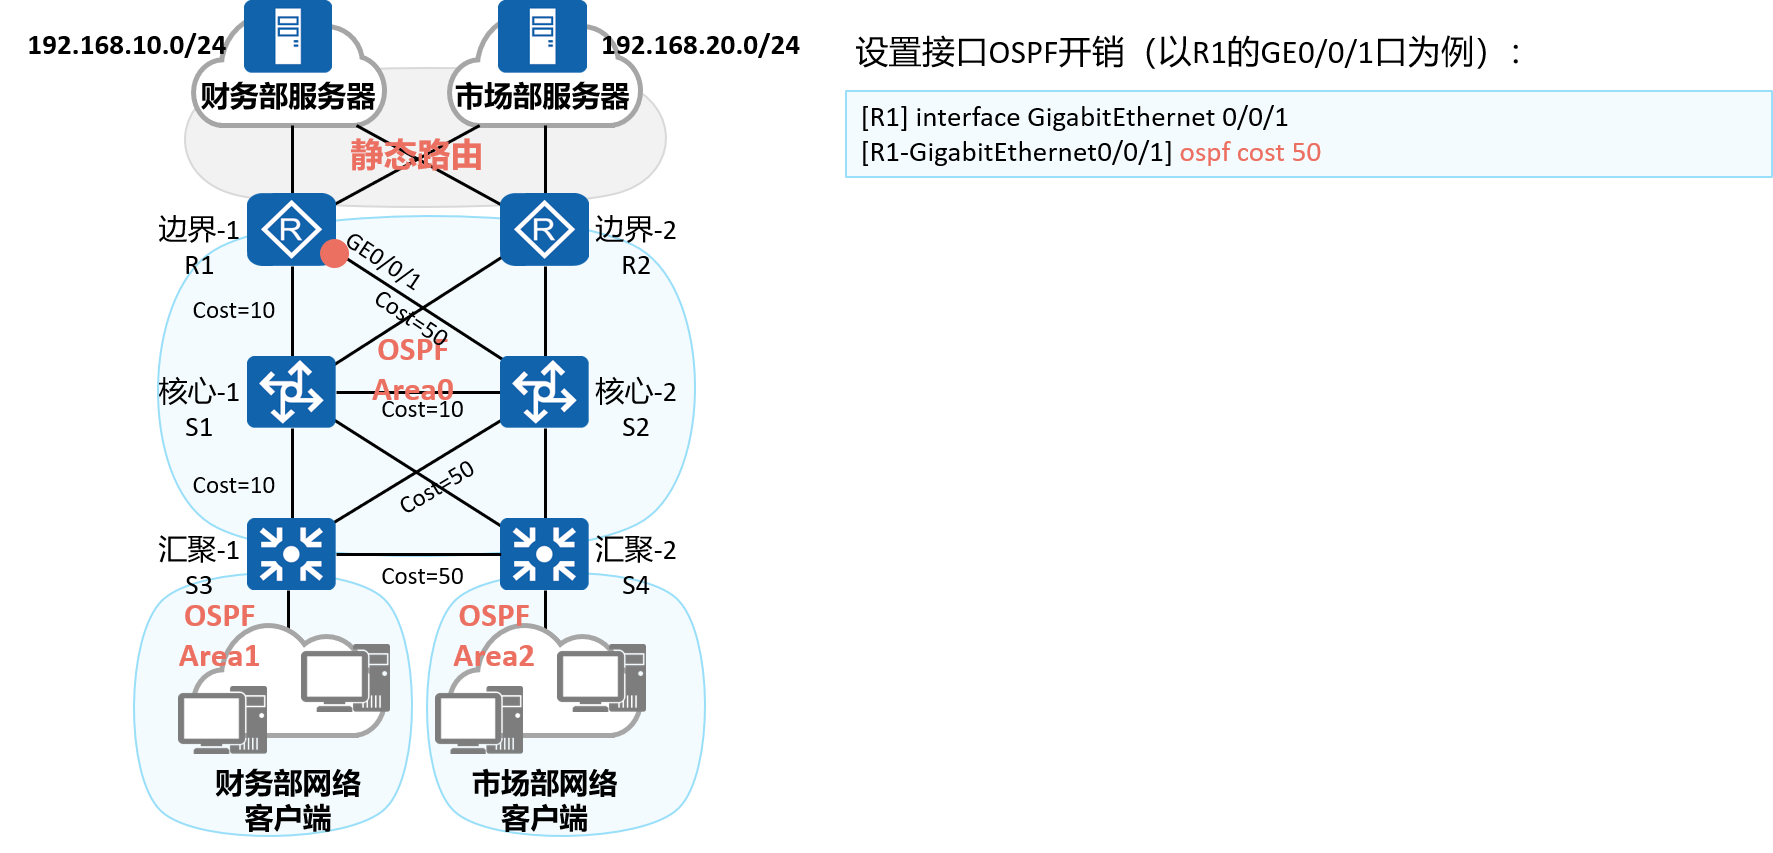 192.168.10.0/24
192.168.20.0/24
财务部服务器
市场部服务器
静态路由
边界-1
R1
R
R
边界-2
R2
GE0/0/1
Cost=10
Cost=50
OSPF
Area0
核心-1
S1
Cost=10
核心-2
S2
Cost=10
Cost=50
汇聚-1
S3
Cost=50
汇聚-2
S4
OSPF
Area1
OSPF
Area2
财务部网络
客户端
市场部网络
客户端
设置接口OSPF开销（以R1的GE0/0/1口为例）：
[R1] interface GigabitEthernet 0/0/1
[R1-GigabitEthernet0/0/1] ospf cost 50